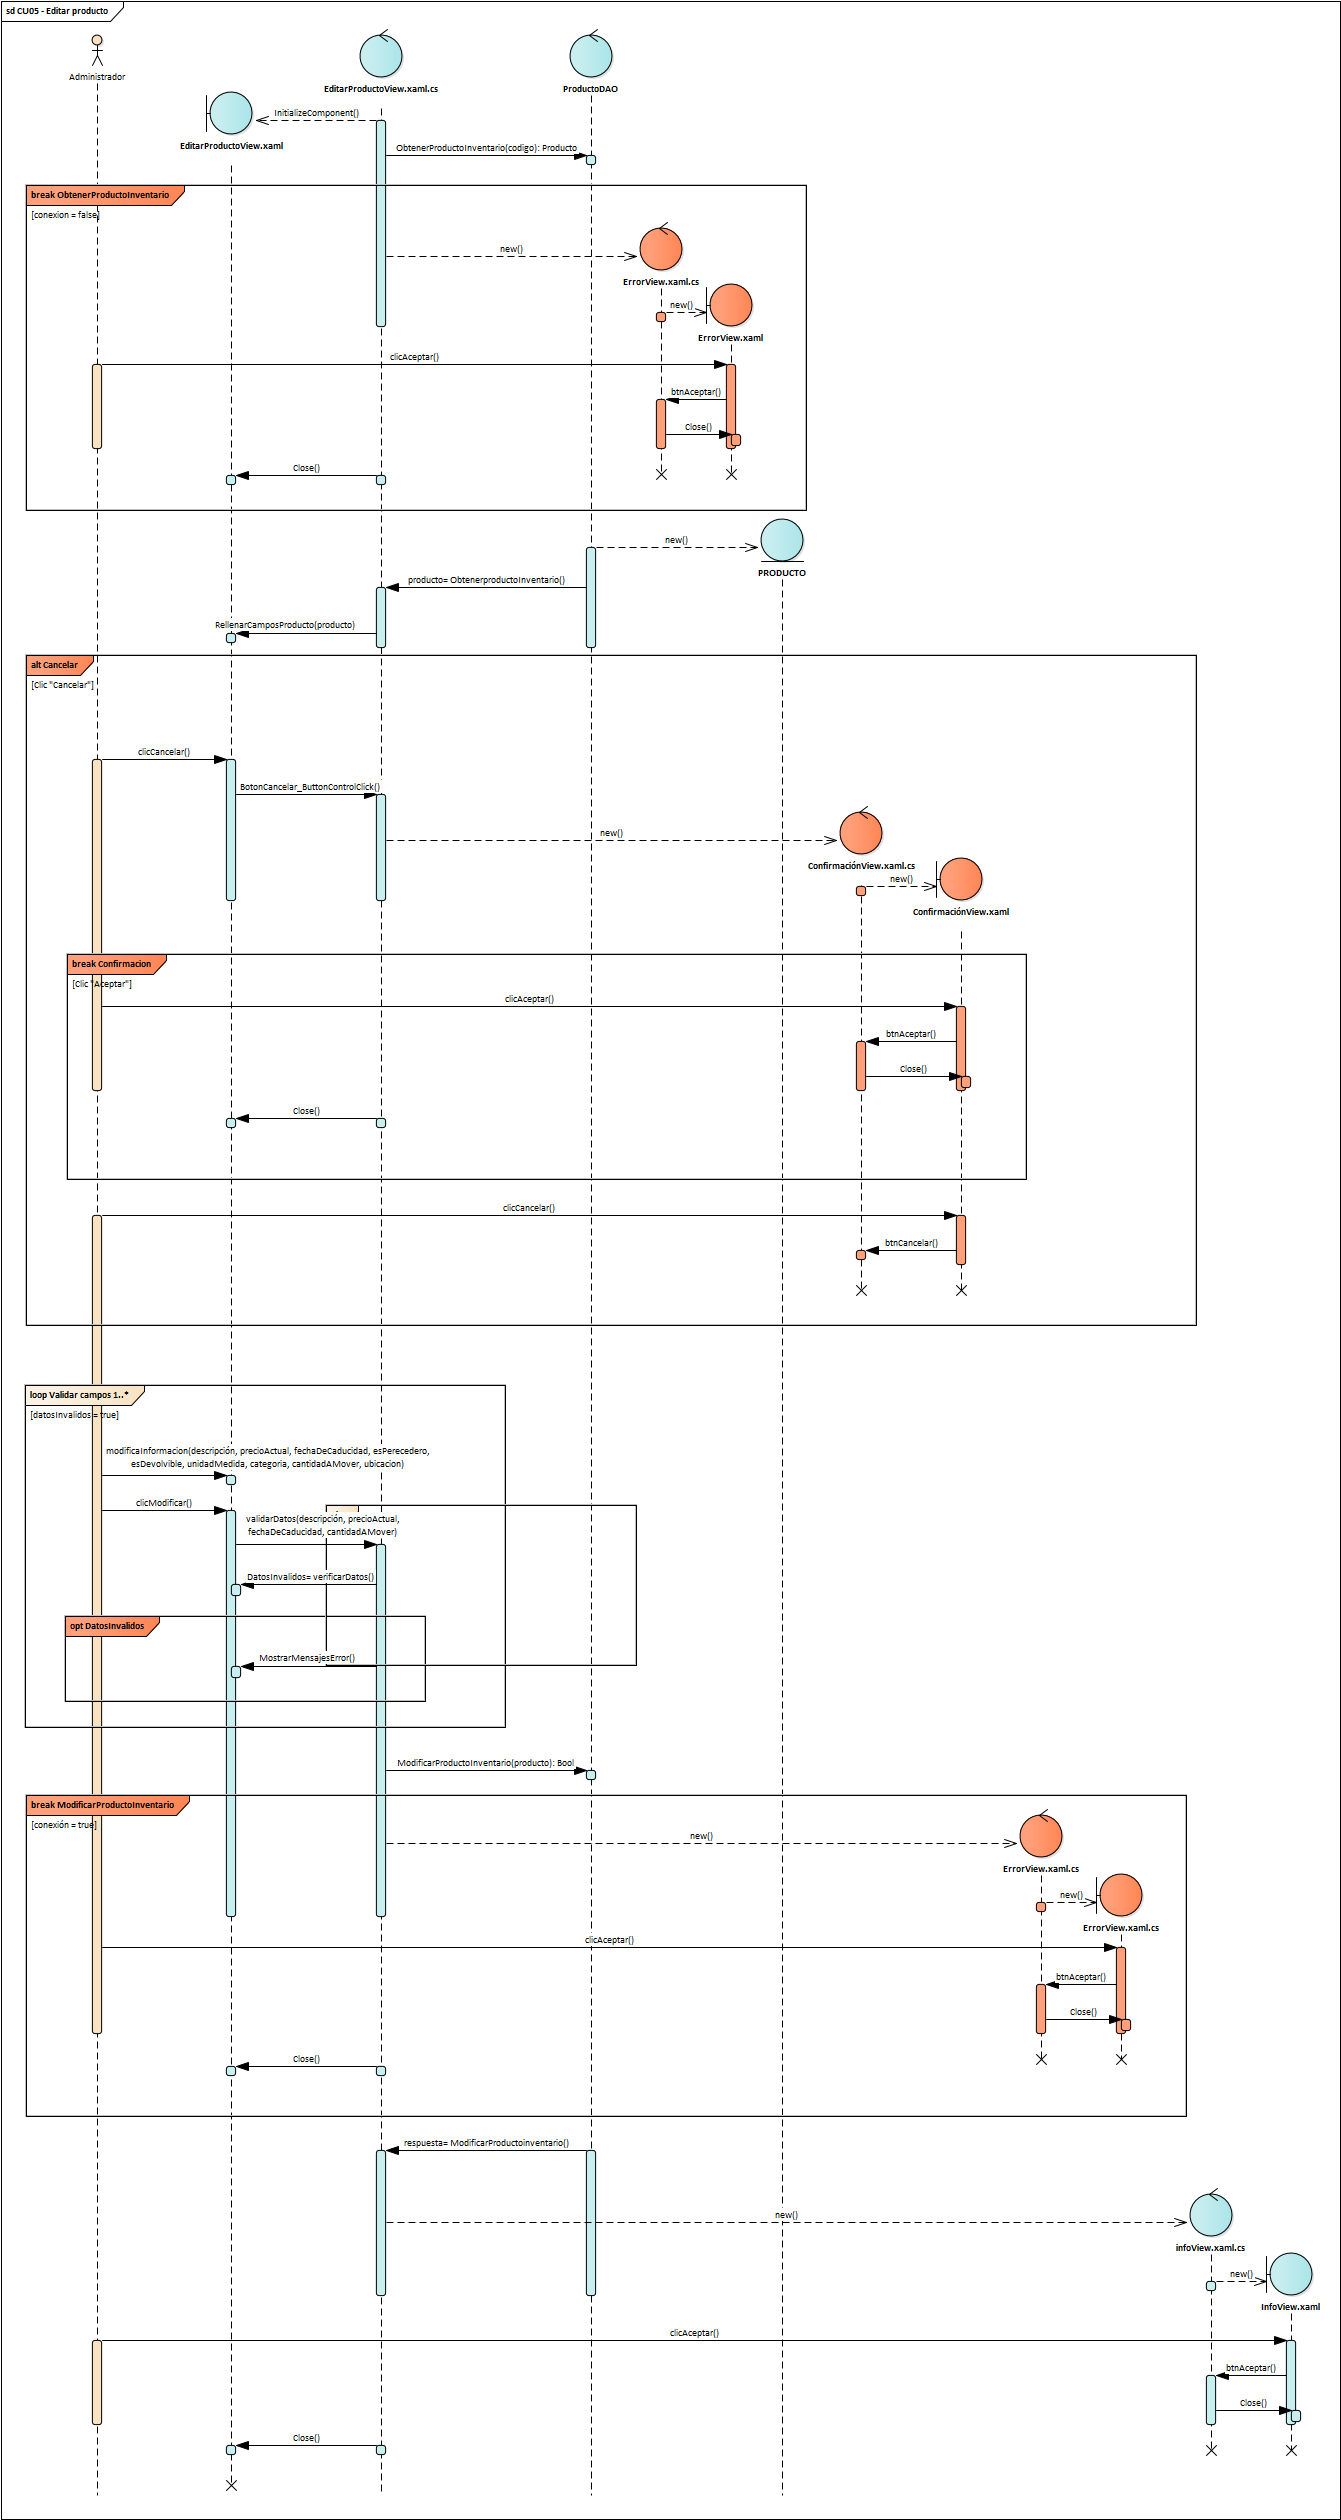 sd CU05 - Editar producto
Administrador
EditarProductoView.xaml.cs
ProductoDAO
InitializeComponent()
EditarProductoView.xaml
ObtenerProductoInventario(codigo): Producto
break ObtenerProductoInventario
[conexion = false]
new()
ErrorView.xaml.cs
new()
ErrorView.xaml
clicAceptar()
btnAceptar()
Close()
Close()
new()
PRODUCTO
producto= ObtenerproductoInventario()
RellenarCamposProducto(producto)
alt Cancelar
[Clic "Cancelar"]
clicCancelar()
BotonCancelar_ButtonControlClick()
new()
ConfirmaciónView.xaml.cs
new()
ConfirmaciónView.xaml
break Confirmacion
[Clic "Aceptar"]
clicAceptar()
btnAceptar()
Close()
Close()
clicCancelar()
btnCancelar()
loop Validar campos 1..*
[datosInvalidos = true]
modificaInformacion(descripción, precioActual, fechaDeCaducidad, esPerecedero,
esDevolvible, unidadMedida, categoria, cantidadAMover, ubicacion)
clicModificar()
validarDatos(descripción, precioActual,
fechaDeCaducidad, cantidadAMover)
DatosInvalidos= verificarDatos()
opt DatosInvalidos
MostrarMensajesError()
ModificarProductoInventario(producto): Bool
break ModificarProductoInventario
[conexión = true]
new()
ErrorView.xaml.cs
new()
ErrorView.xaml.cs
clicAceptar()
btnAceptar()
Close()
Close()
respuesta= ModificarProductoinventario()
new()
infoView.xaml.cs
new()
InfoView.xaml
clicAceptar()
btnAceptar()
Close()
Close()